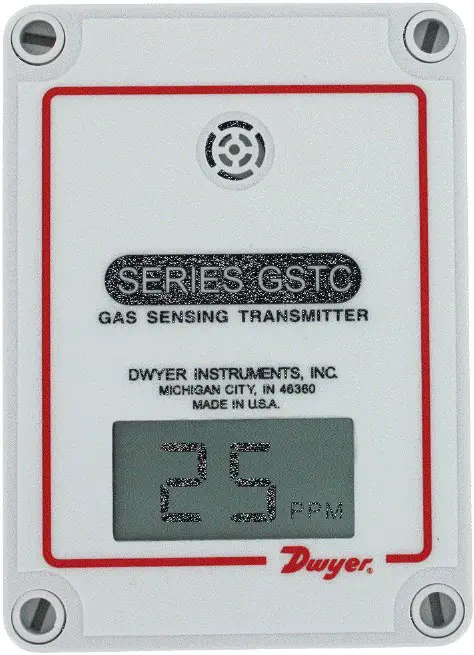 SERIES GSTC
GAS SENSING TRANSMITTER
DWYER INSTRUMENTS, INC.
MICHIGAN CITY, IN 46360
MADE IN U.S.A.
25 PPM
Dwyer®